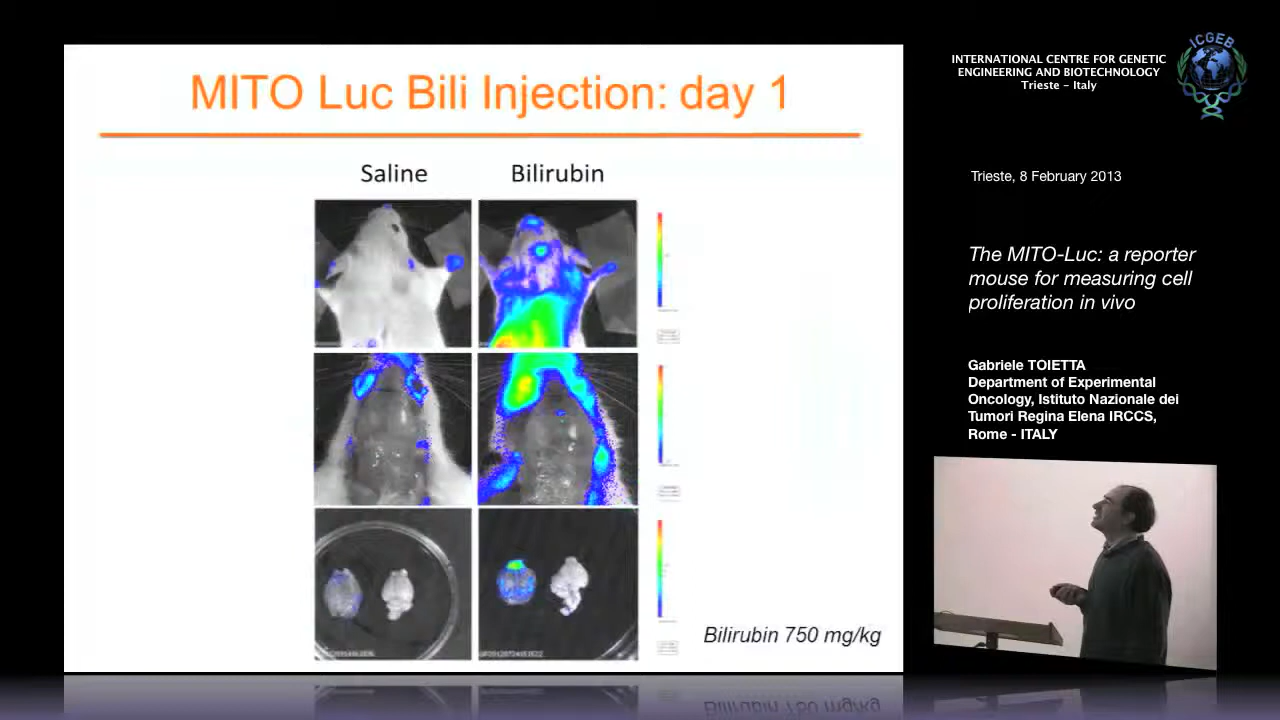 MITO Luc Bili Injection: day 1
Saline
Bilirubin
Bilirubin 750 mg/kg
INTERNATIONAL CENTRE FOR GENETIC
ENGINEERING AND BIOTECHNOLOGY
Trieste - Italy
ICGEB
Trieste, 8 February 2013
The MITO-Luc: a reporter
mouse for measuring cell
proliferation in vivo
Gabriele TOIETTA
Department of Experimental
Oncology, Istituto Nazionale dei
Tumori Regina Elena IRCCS,
Rome - ITALY